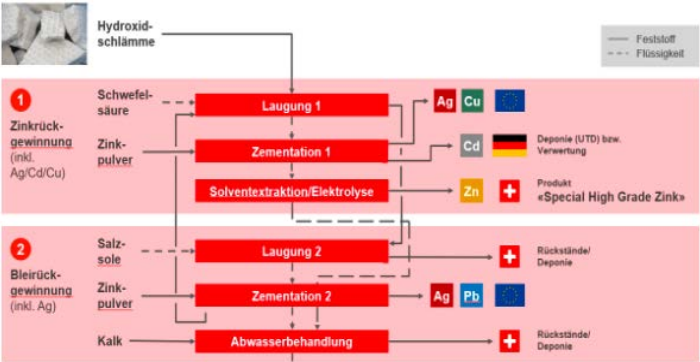 Hydroxid-
schlämme
Feststoff
Flüssigkeit
1
Zinkrück-
gewinnung
(inkl.
Ag/Cd/Cu)
Schwefel-
säure
Laugung 1
Ag Cu
Zink-
pulver
Zementation 1
Cd
Deponie (UTD) bzw.
Verwertung
Solventextraktion/Elektrolyse
Zn
Produkt
«Special High Grade Zink»
2
Bleirück-
gewinnung
(inkl. Ag)
Salz-
sole
Laugung 2
Rückstände/
Deponie
Zink-
pulver
Zementation 2
Ag Pb
Kalk
Abwasserbehandlung
Rückstände/
Deponie